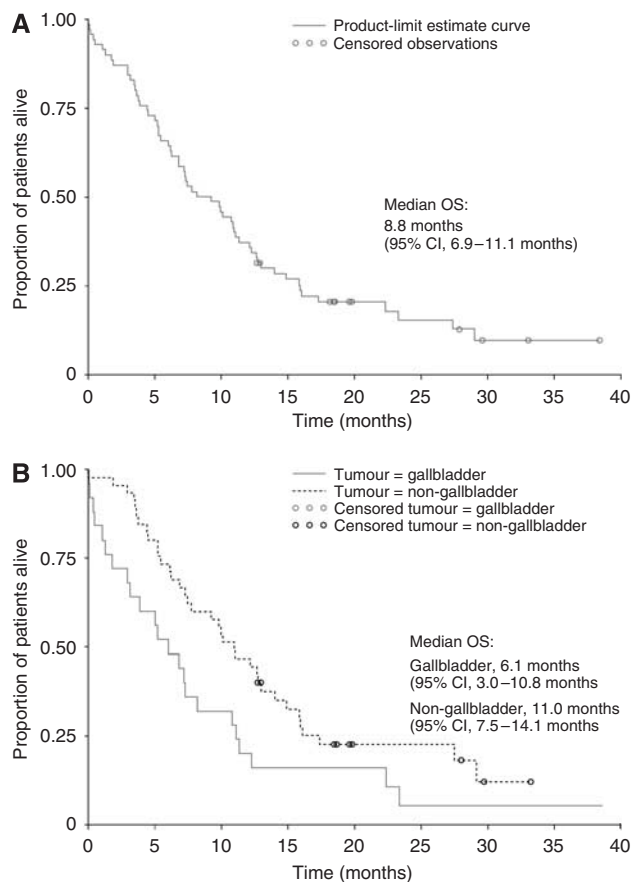 A
Product-limit estimate curve
Censored observations
1.00
0.75
0.50
0.25
0
Proportion of patients alive
Median OS:
8.8 months
(95% CI, 6.9–11.1 months)
0 5 10 15 20 25 30 35 40
Time (months)
B
Tumour = gallbladder
Tumour = non-gallbladder
Censored tumour = gallbladder
Censored tumour = non-gallbladder
1.00
0.75
0.50
0.25
0
Proportion of patients alive
Median OS:
Gallbladder, 6.1 months
(95% CI, 3.0–10.8 months
Non-gallbladder, 11.0 months
(95% CI, 7.5–14.1 months
0 5 10 15 20 25 30 35 40
Time (months)